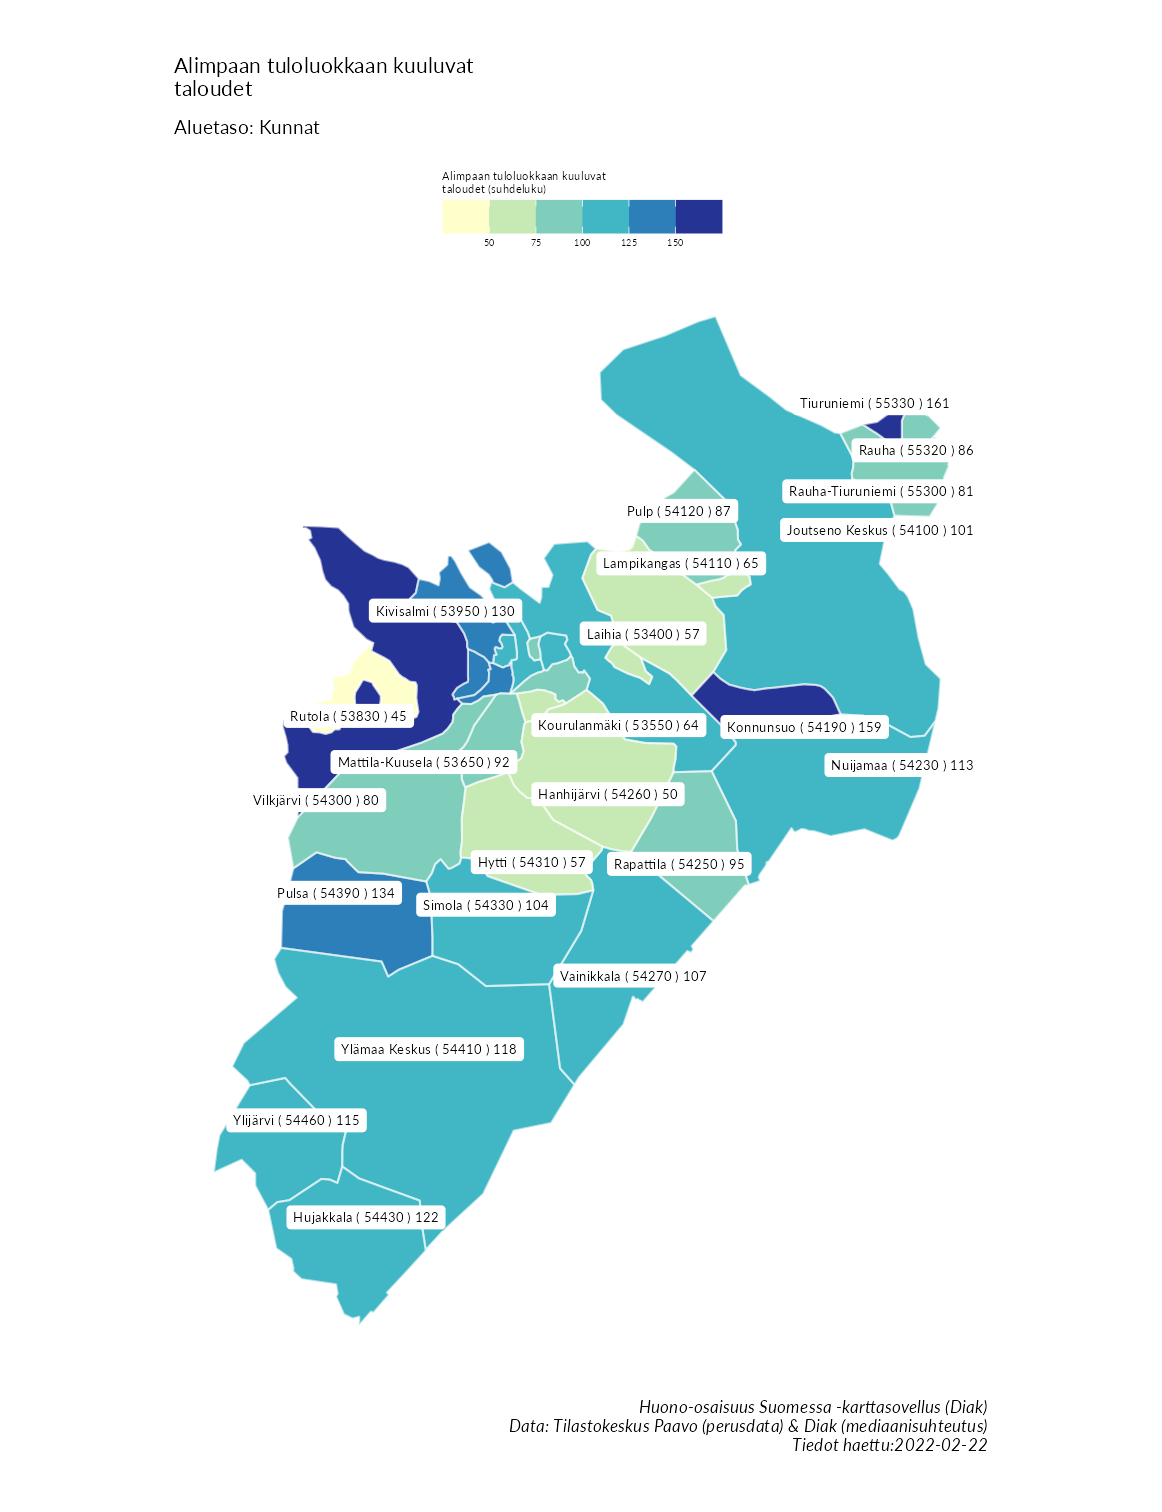 Alimpaan tuloluokkaan kuuluvat
taloudet
Aluetaso: Kunnat
Alimpaan tuloluokkaan kuuluvat
taloudet (suhdeluku)
50 75 100 125 150
Tiuruniemi ( 55330 ) 161
Rauha ( 55320 ) 86
Rauha-Tiuruniemi ( 55300 ) 81
Pulp ( 54120 ) 87
Joutseno Keskus ( 54100 ) 101
Lampikangas ( 54110 ) 65
Kivisalmi ( 53950 ) 130
Laihia ( 53400 ) 57
Rutola ( 53830 ) 45
Kourulanmäki ( 53550 ) 64
Konnunsuo ( 54190 ) 159
Mattila-Kuusela ( 53650 ) 92
Nuijamaa ( 54230 ) 113
Vilkjärvi ( 54300 ) 80
Hanhijärvi ( 54260 ) 50
Hytti ( 54310 ) 57
Rapattila ( 54250 ) 95
Pulsa ( 54390 ) 134
Simola ( 54330 ) 104
Vainikkala ( 54270 ) 107
Ylämaa Keskus ( 54410 ) 118
Ylijärvi ( 54460 ) 115
Hujakkala ( 54430 ) 122
Huono-osaisuus Suomessa -karttasovellus (Diak)
Data: Tilastokeskus Paavo (perusdata) & Diak (mediaanisuhteutus)
Tiedot haettu:2022-02-22